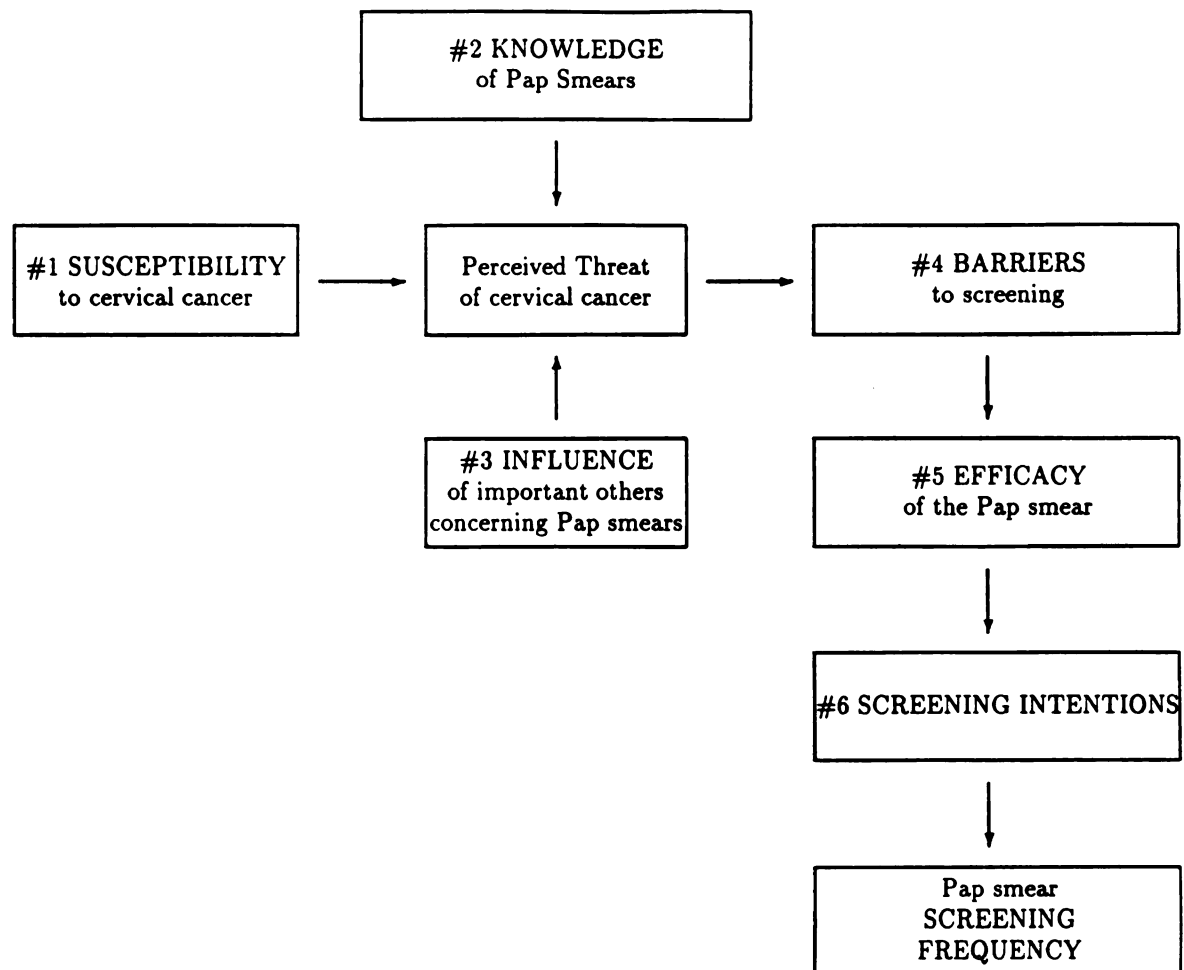 #2 KNOWLEDGE
of Pap Smears
#1 SUSCEPTIBILITY
to cervical cancer
Perceived Threat
of cervical cancer
#4 BARRIERS
to screening
#3 INFLUENCE
of important others
concerning Pap smears
#5 EFFICACY
of the Pap smear
#6 SCREENING INTENTIONS
Pap smear
SCREENING
FREQUENCY